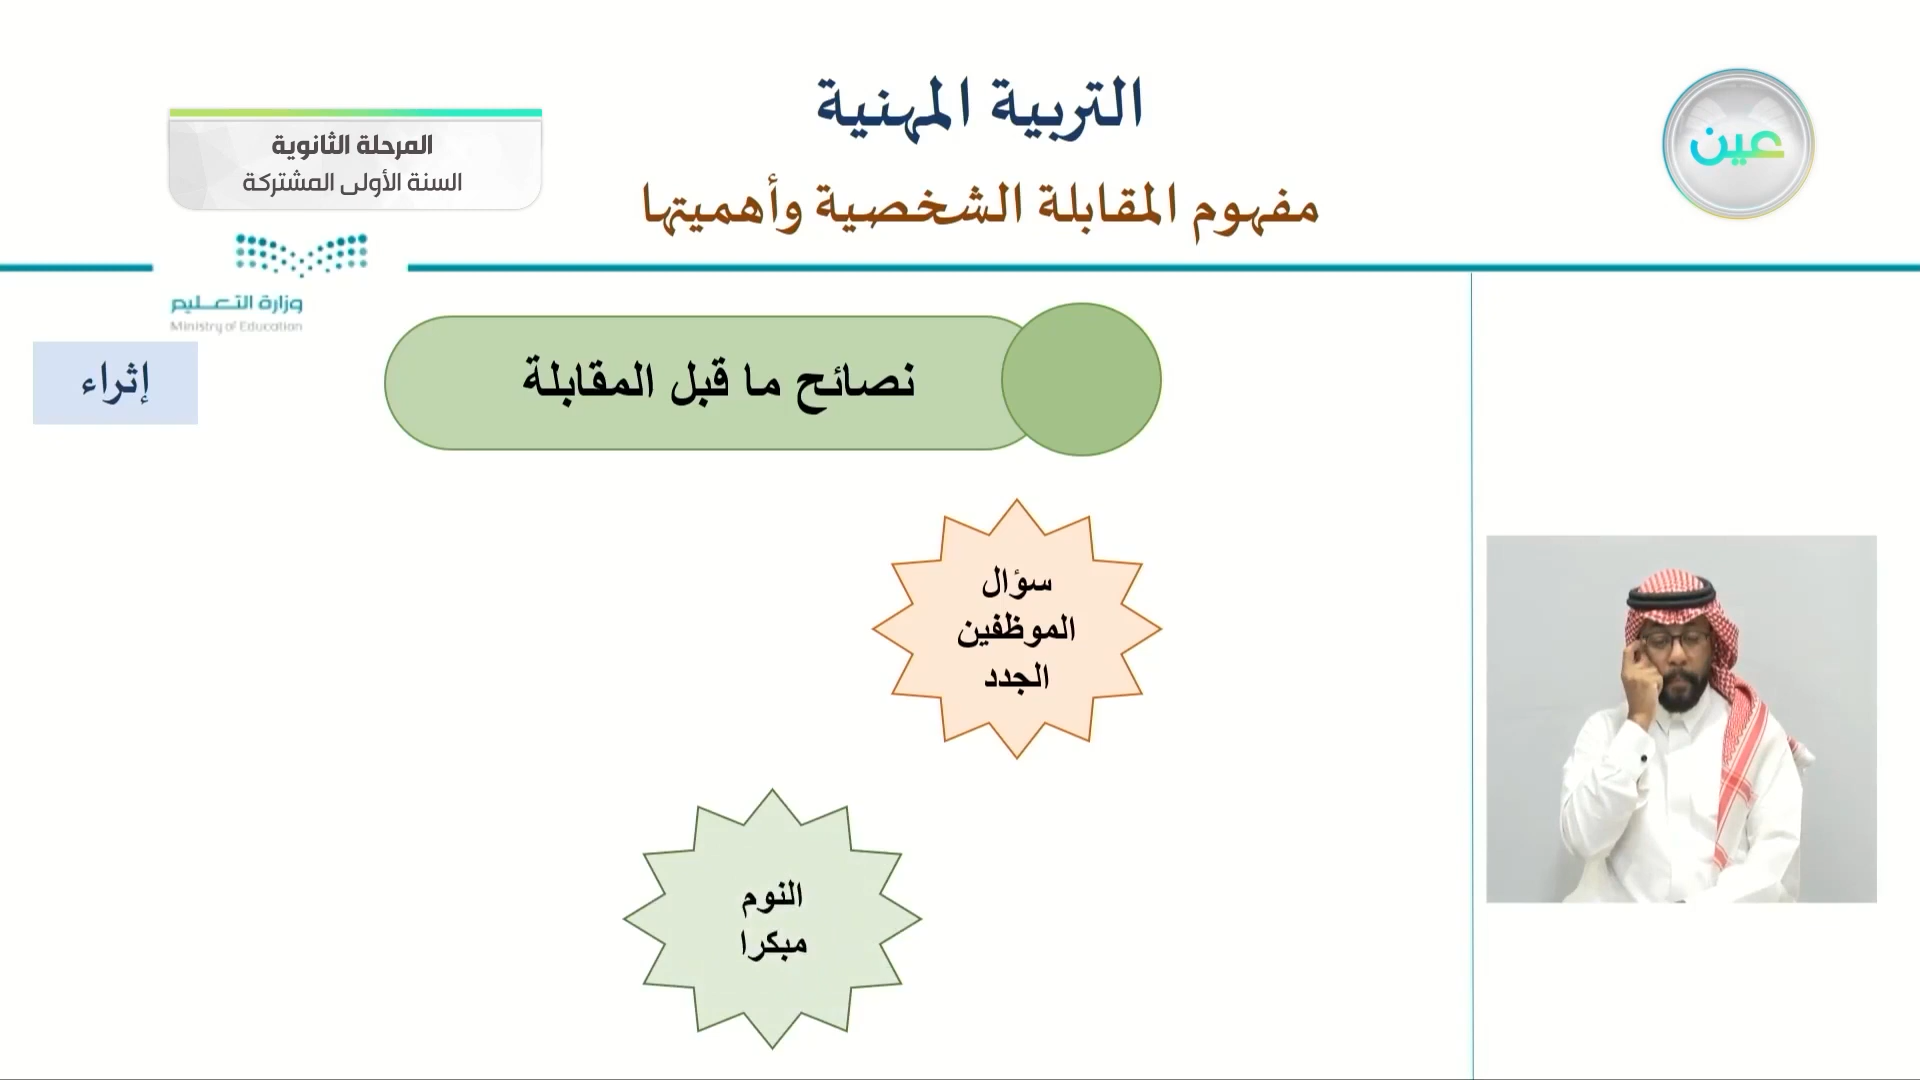 التربية المهنية
مفهوم المقابلة الشخصية وأهميتها
عين
المرحلة الثانوية
السنة الأولى المشتركة
وزارة التعليم
Ministry of Education
إثراء
نصائح ما قبل المقابلة
سؤال
الموظفين
الجدد
النوم
مبكرا